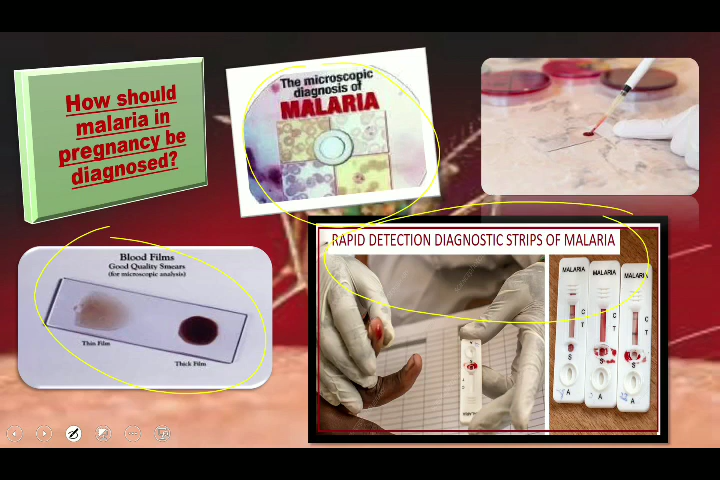 How should
malaria in
pregnancy be
diagnosed?
The microscopic
diagnosis of
MALARIA
Blood Films
Good Quality Smears
(for microscopic analysis)
Thin Film
Thick Film
RAPID DETECTION DIAGNOSTIC STRIPS OF MALARIA
MALARIA
C
T
S
A
MALARIA
C
T
S
A
MALARIA
C
T
S
A